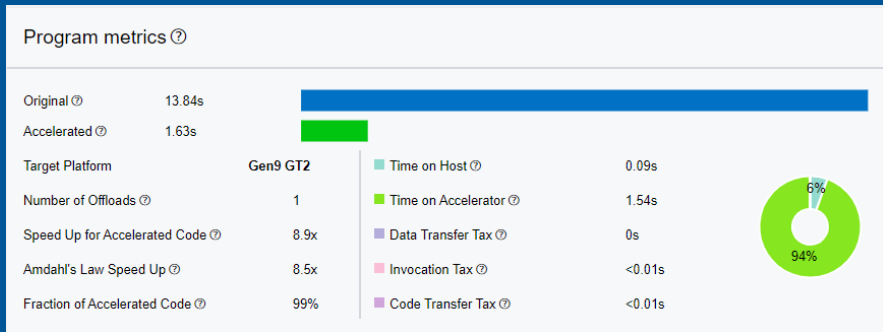 Program metrics ?
Original ? 13.84s
Accelerated ? 1.63s
Target Platform Gen9 GT2
Number of Offloads ? 1
Speed Up for Accelerated Code ? 8.9x
Amdahl's Law Speed Up ? 8.5x
Fraction of Accelerated Code ? 99%
Time on Host ? 0.09s
Time on Accelerator ? 1.54s
Data Transfer Tax ? 0s
Invocation Tax ? <0.01s
Code Transfer Tax ? <0.01s
6%
94%